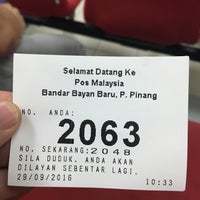 Selamat Datang Ke
Pos Malaysia
Bandar Bayan Baru, P. Pinang
NO. ANDA:
2063
NO. SEKARANG:2048
SILA DUDUK. ANDA AKAN
DILAYAN SEBENTAR LAGI.
29/09/2016 10:33